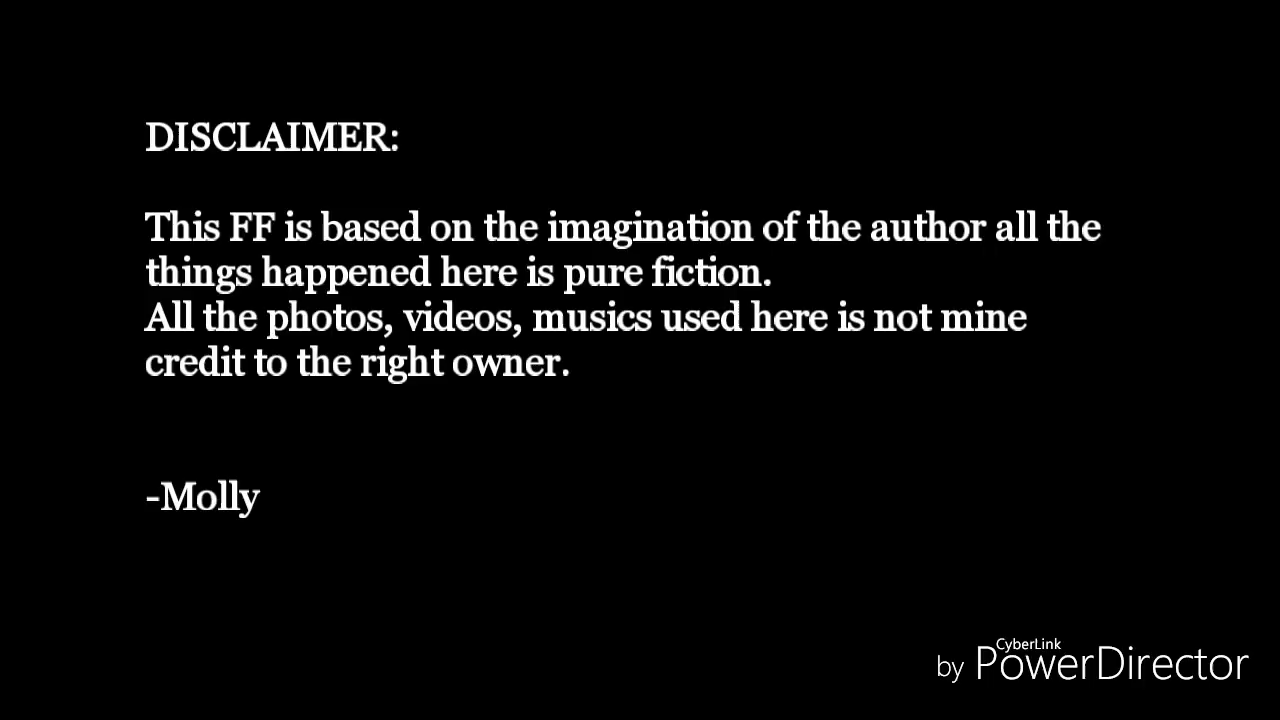 DISCLAIMER:
This FF is based on the imagination of the author all the
things happened here is pure fiction.
All the photos, videos, musics used here is not mine
credit to the right owner.
-Molly
CyberLink
by PowerDirector